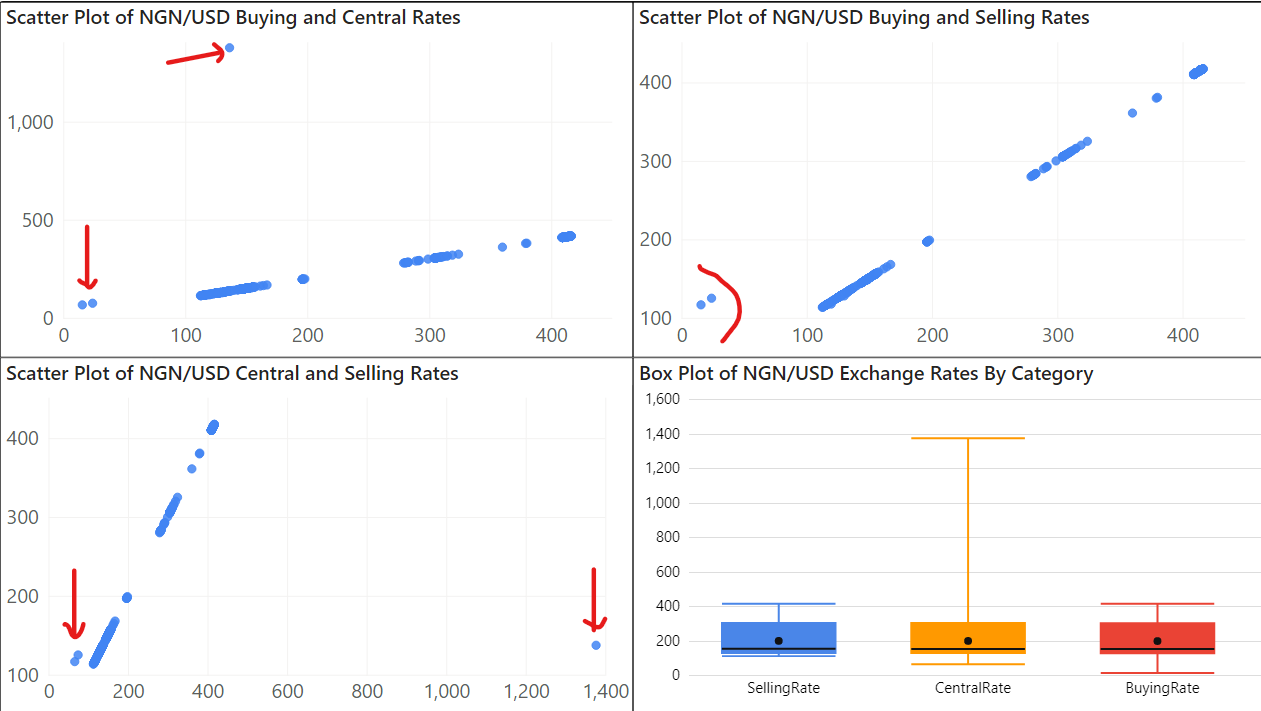 Scatter Plot of NGN/USD Buying and Central Rates
1,000
500
0
0 100 200 300 400
Scatter Plot of NGN/USD Buying and Selling Rates
400
300
200
100
0 100 200 300 400
Scatter Plot of NGN/USD Central and Selling Rates
400
300
200
100
0 200 400 600 800 1,000 1,200 1,400
Box Plot of NGN/USD Exchange Rates By Category
1,600
1,400
1,200
1,000
800
600
400
200
0
SellingRate CentralRate BuyingRate